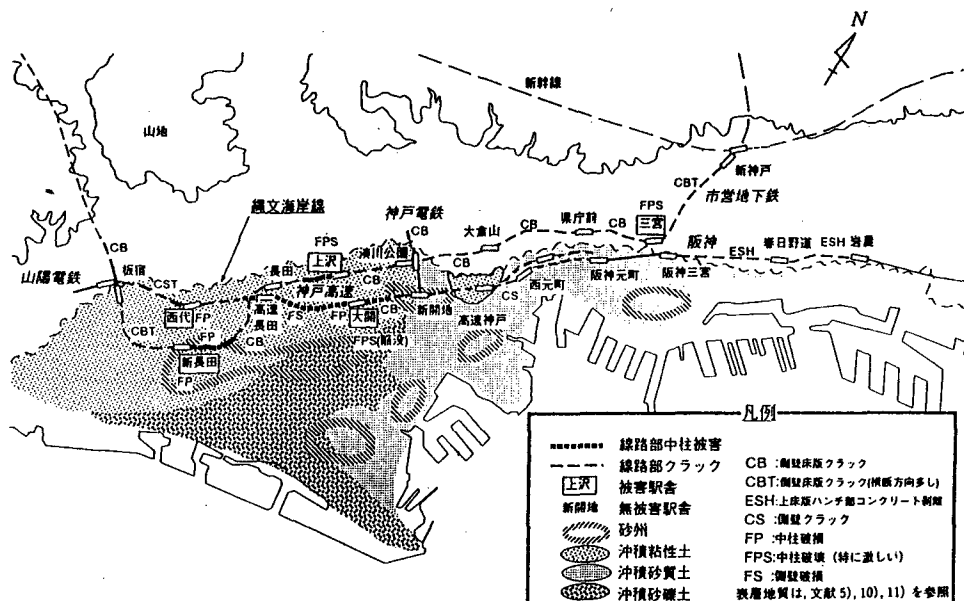 N
新幹線
山地
新神戸
CBT
市営地下鉄
縄文海岸線
神戸電鉄
CB
大倉山
CB
県庁前
CB
FPS
三宮
阪神
FPS
上沢
湊川公園
長田
CB
山陽電鉄
板宿
CST
神戸高速
CB
ESH
春日野道
ESH
岩屋
阪神三宮
阪神元町
西元町
CS
高速神戸
新開地
CB
大開
FP
FS
FPS(陥没)
高速
長田
CB
西代
FP
CBT
FP
新長田
FP
凡例
線路部中柱被害
線路部クラック
上沢 被害駅舎
新開地 無被害駅舎
砂州
沖積粘性土
沖積砂質土
沖積砂礫土
CB :側壁床版クラック
CBT:側壁床版クラック(横断方向多し)
ESH:上床版ハンチ部コンクリート剥離
CS :側壁クラック
FP :中柱破損
FPS:中柱破壊 (特に激しい)
FS :側壁破損
表層地質は, 文献 5), 10), 11) を参照